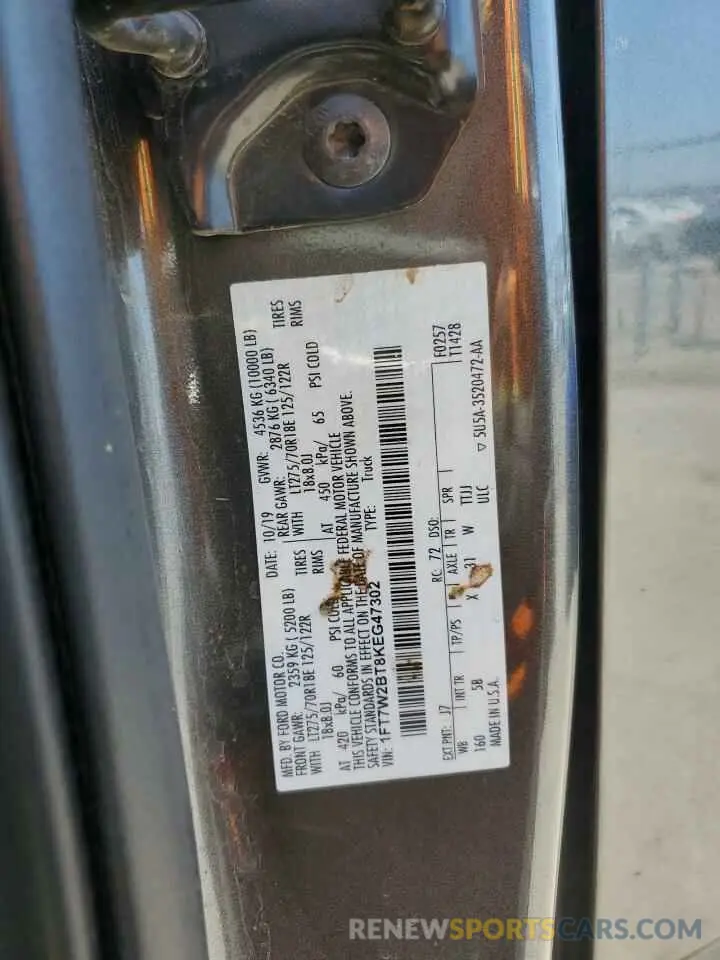 MFD. BY FORD MOTOR CO.
DATE: 10/19 GVWR: 4536 KG (10000 LB)
FRONT GAWR: 2359 KG ( 5200 LB) REAR GAWR: 2876 KG ( 6340 LB)
WITH LT275/70R18E 125/122R TIRES WITH LT275/70R18E 125/122R TIRES
18x8.0J RIMS 18x8.0J RIMS
AT 420 kPa/ 60 PSI COLD AT 450 kPa/ 65 PSI COLD
THIS VEHICLE CONFORMS TO ALL APPLICABLE FEDERAL MOTOR VEHICLE
SAFETY STANDARDS IN EFFECT ON THE DATE OF MANUFACTURE SHOWN ABOVE.
VIN: 1FT7W2BT8KEG47302 TYPE: Truck
F0257
T1428
EXT PNT: J7 RC: 72 DSO:
WB INT TR TP/PS AXLE TR SPR
160 5B X 31 W TTJJ
MADE IN U.S.A. ULC
▽ 5U5A-3520472-AA
RENEWSPORTSCARS.COM